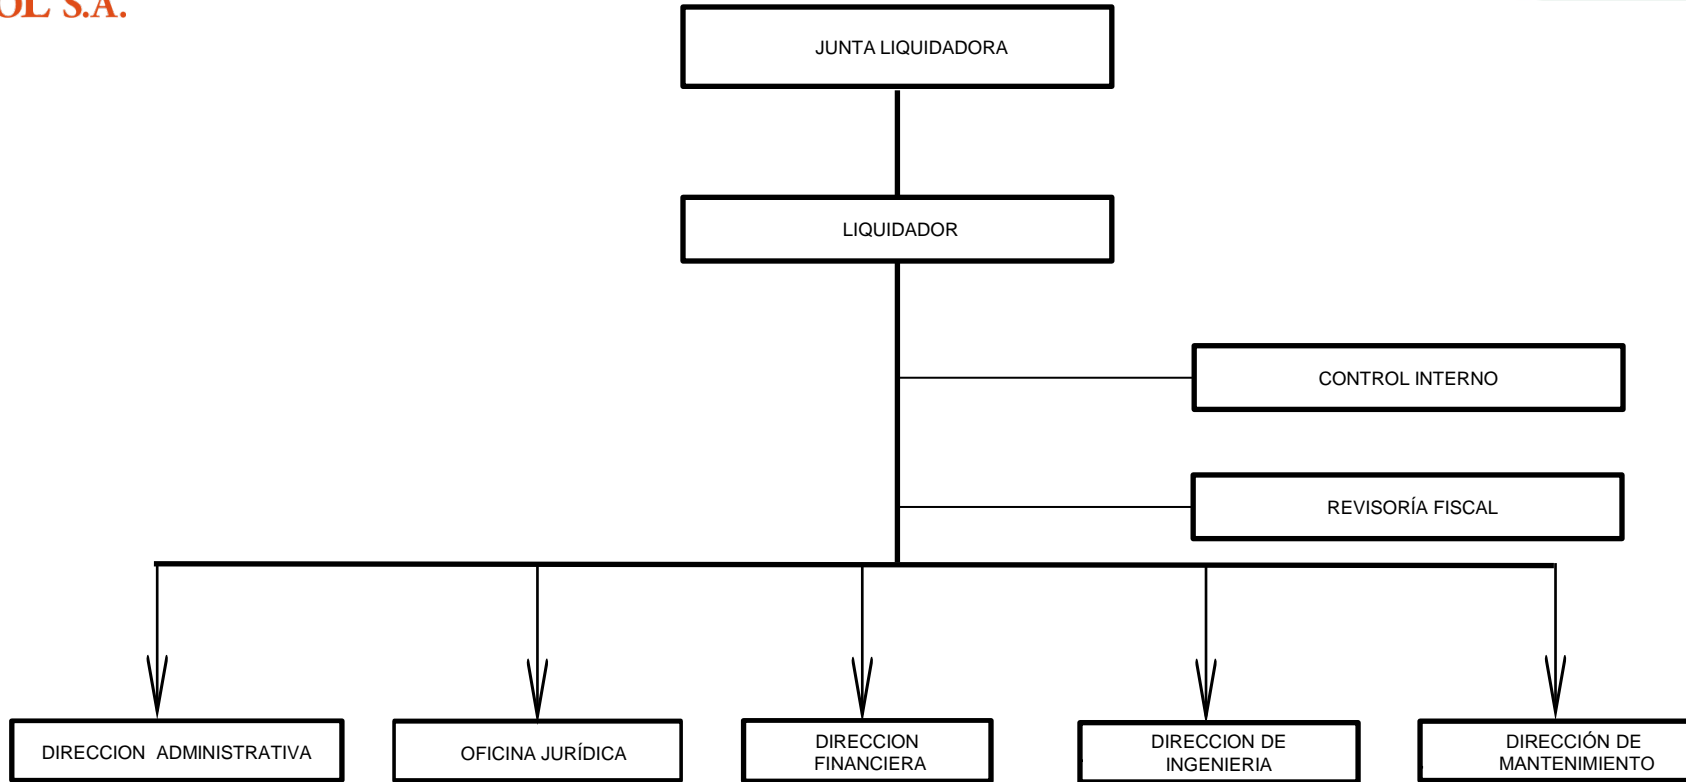 OL S.A.
JUNTA LIQUIDADORA
LIQUIDADOR
CONTROL INTERNO
REVISORÍA FISCAL
DIRECCION ADMINISTRATIVA
OFICINA JURÍDICA
DIRECCION
FINANCIERA
DIRECCION DE
INGENIERIA
DIRECCIÓN DE
MANTENIMIENTO